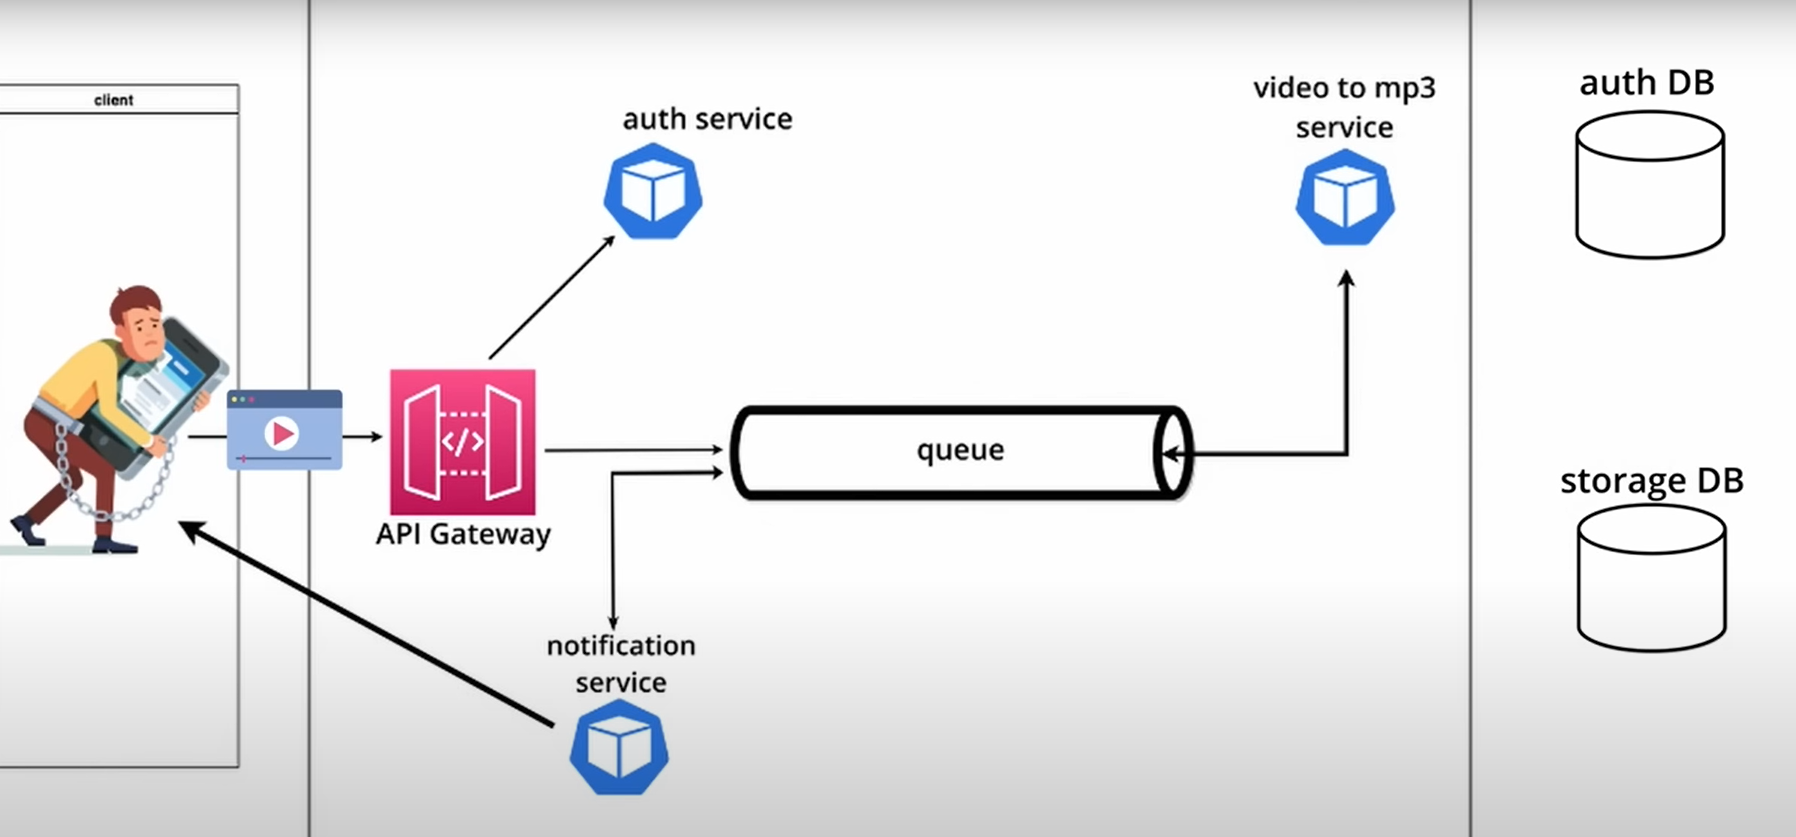 client
auth service
video to mp3
service
auth DB
</>
API Gateway
queue
storage DB
notification
service